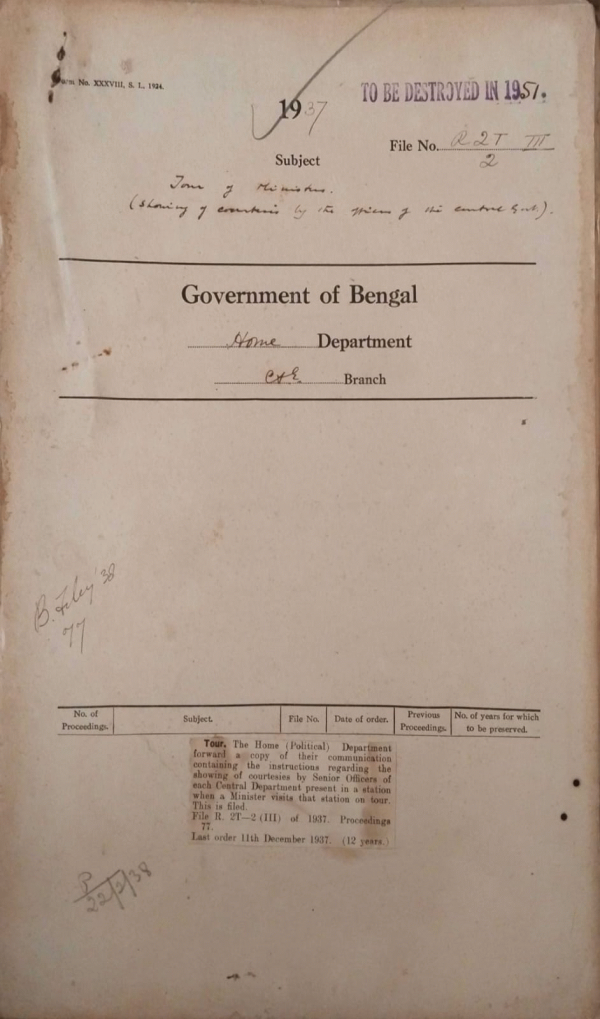 Form No. XXXVIII, S. I., 1924.
TO BE DESTROYED IN 1951.
1937
File No. R 2T III
2
Subject
Tour of Ministers.
(Showing of courtesies by the officers of the central Govt.).
Government of Bengal
Home Department
C&E Branch
B. Feby '38
77
No. of Proceedings. Subject. File No. Date of order. Previous Proceedings. No. of years for which to be preserved.
Tour. The Home (Political) Department
forward a copy of their communication
containing the instructions regarding the
showing of courtesies by Senior Officers of
each Central Department present in a station
when a Minister visits that station on tour.
This is filed.
File R. 2T—2 (III) of 1937. Proceedings
77.
Last order 11th December 1937. (12 years.)
P
22/2/38